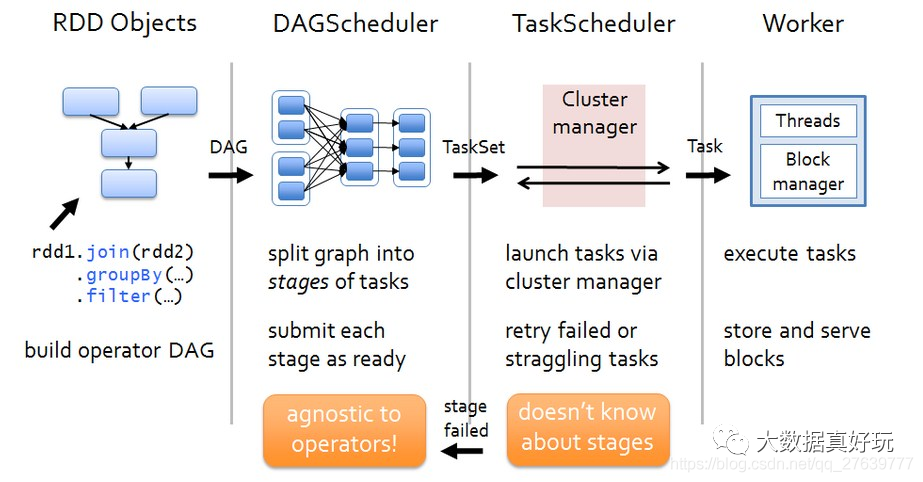 RDD Objects
DAGScheduler
TaskScheduler
Worker
DAG
TaskSet
Cluster
manager
Task
Threads
Block
manager
rdd1.join(rdd2)
.groupBy(…)
.filter(…)
build operator DAG
split graph into
stages of tasks
submit each
stage as ready
agnostic to
operators!
launch tasks via
cluster manager
retry failed or
straggling tasks
stage
failed
doesn’t know
about stages
execute tasks
store and serve
blocks
大数据真好玩
https://blog.csdn.net/qq_27639777